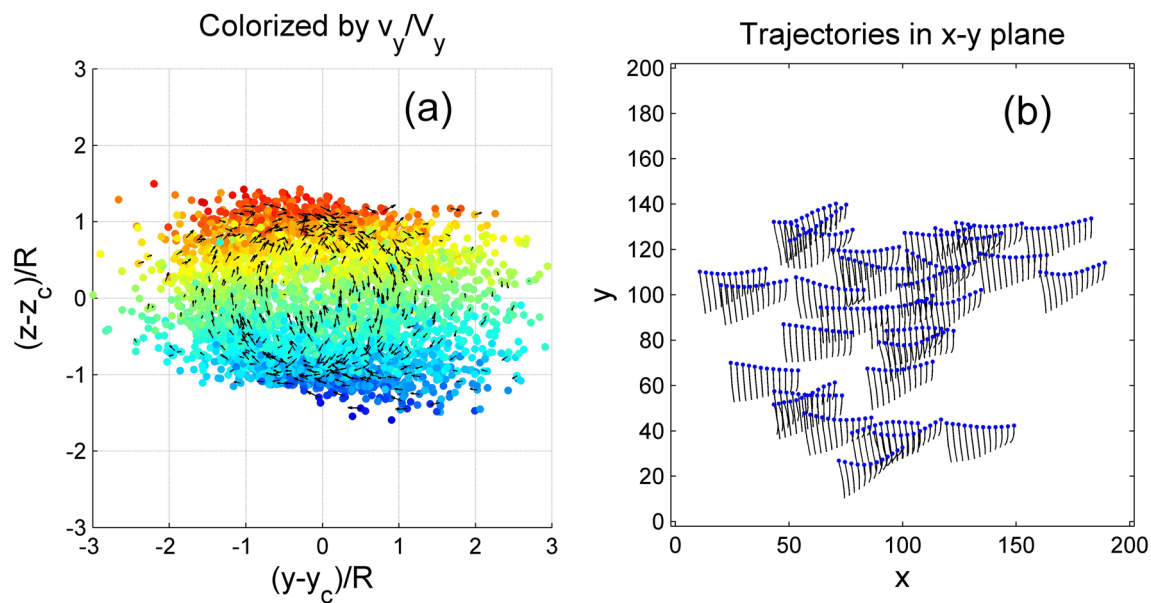 Colorized by v_y/V_y
(a)
3
2
1
0
-1
-2
-3
-3 -2 -1 0 1 2 3
(z-z_c)/R
(y-y_c)/R
Trajectories in x-y plane
(b)
200
180
160
140
120
100
80
60
40
20
0
0 50 100 150 200
y
x